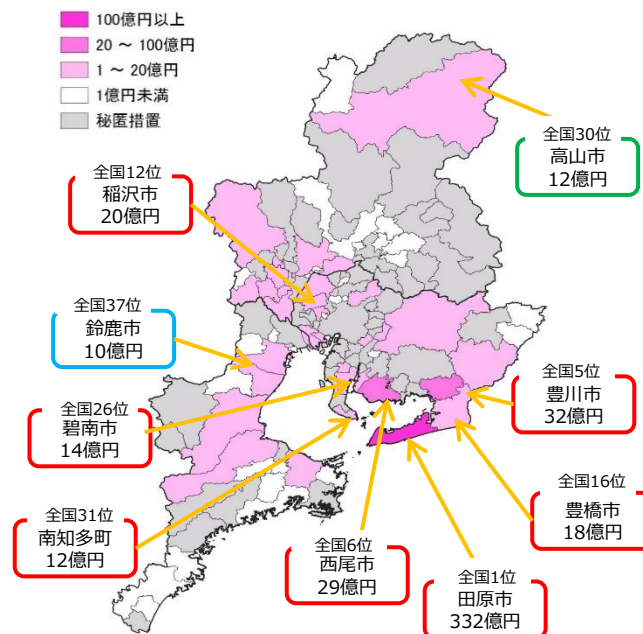 100億円以上
20 ~ 100億円
1 ~ 20億円
1億円未満
秘匿措置
全国30位
高山市
12億円
全国12位
稲沢市
20億円
全国37位
鈴鹿市
10億円
全国5位
豊川市
32億円
全国26位
碧南市
14億円
全国16位
豊橋市
18億円
全国31位
南知多町
12億円
全国6位
西尾市
29億円
全国1位
田原市
332億円